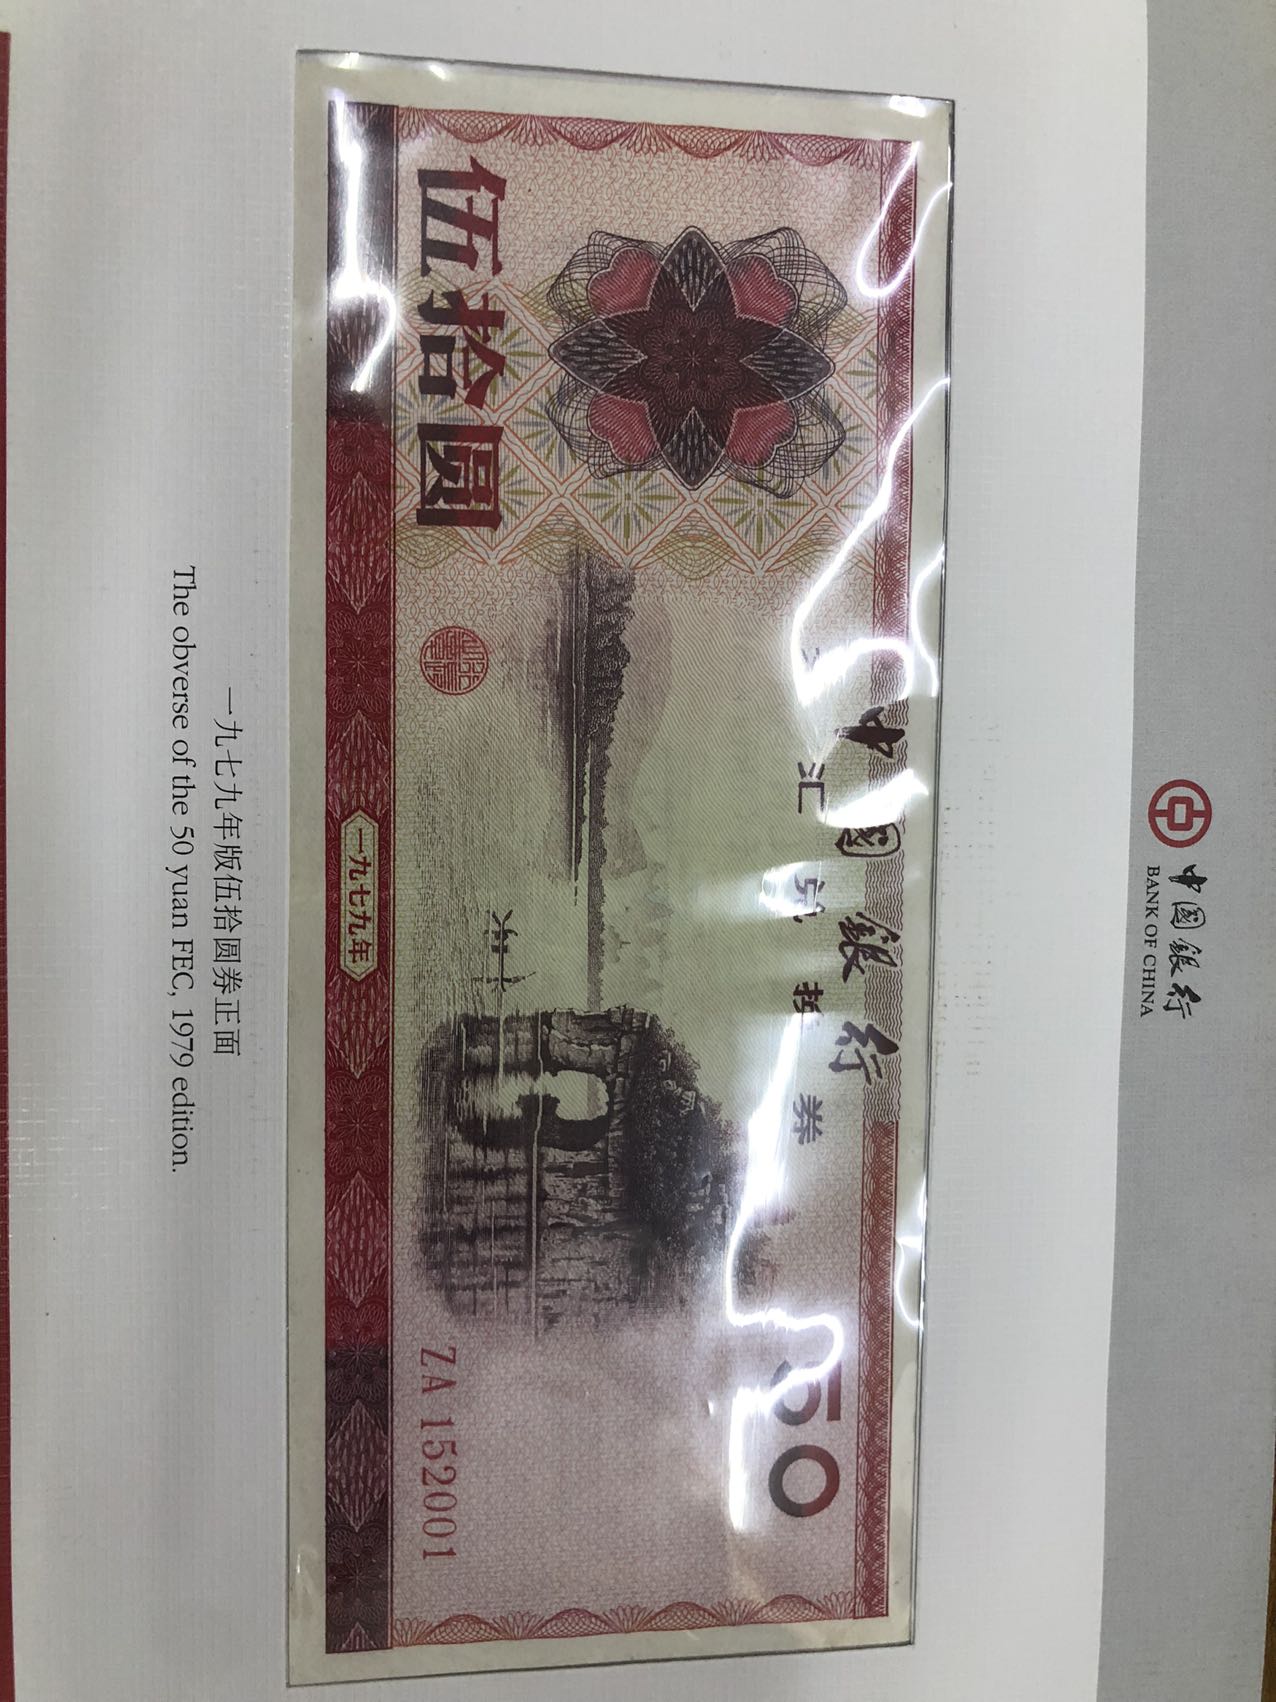 中國銀行
BANK OF CHINA
中國銀行
外汇兑换券
50
伍拾圆
一九七九年
ZA 152001
一九七九年版伍拾圆券正面
The obverse of the 50 yuan FEC, 1979 edition.